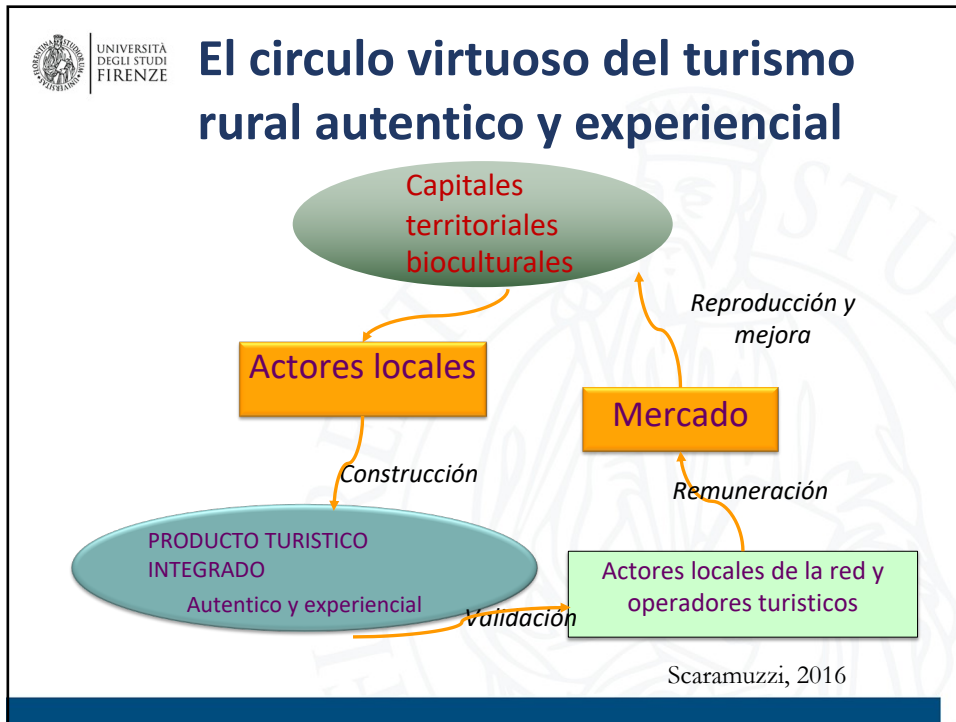 UNIVERSITÀ
DEGLI STUDI
FIRENZE
El circulo virtuoso del turismo
rural autentico y experiencial
Capitales
territoriales
bioculturales
Reproducción y
mejora
Actores locales
Mercado
Construcción
Remuneración
PRODUCTO TURISTICO
INTEGRADO
Autentico y experiencial
Validación
Actores locales de la red y
operadores turisticos
Scaramuzzi, 2016